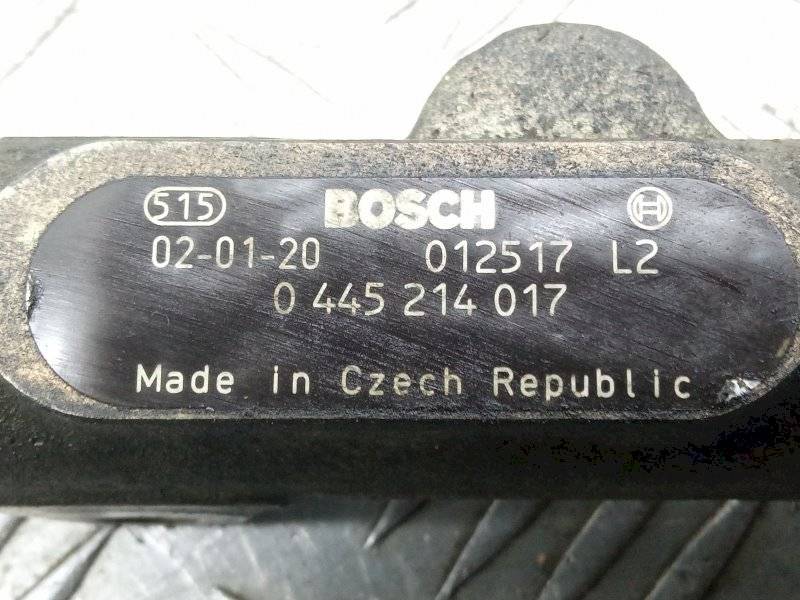 515 BOSCH
02-01-20 012517 L2
0 445 214 017
Made in Czech Republic